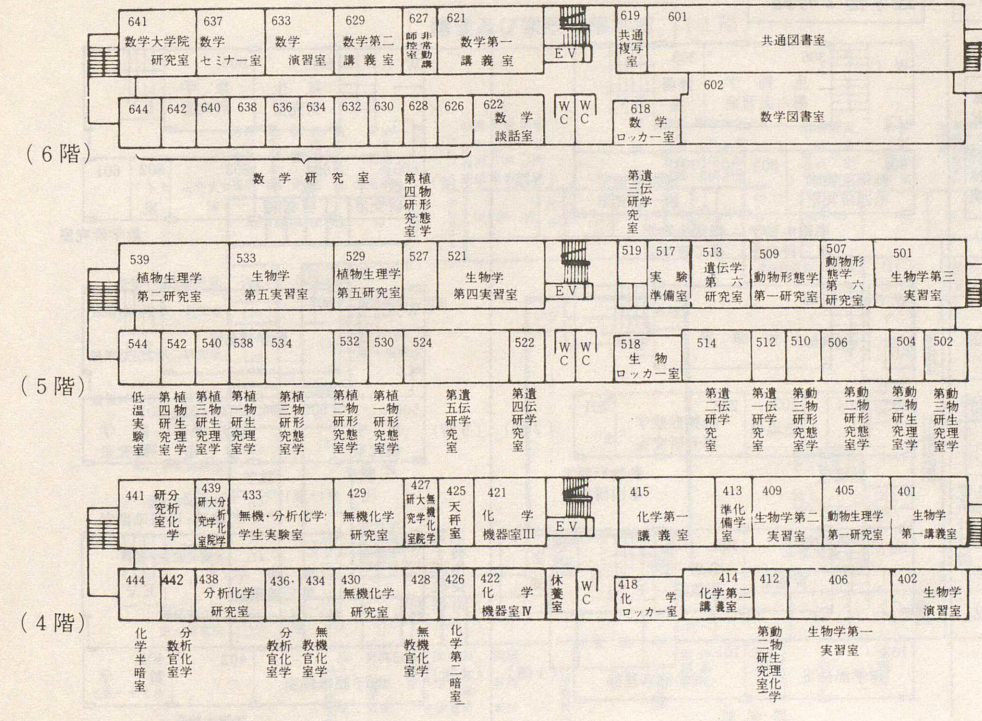 641
数学大学院
研究室
637
数学
セミナー室
633
数学
演習室
629
数学第二
講義室
627
非常勤講
師控室
621
数学第一
講義室
EV
619
共通
複写
室
601
共通図書室
644
642
640
638
636
634
632
630
628
626
622
数学
談話室
WC
WC
618
数学
ロッカー室
602
数学図書室
(6階)
数学研究室
植物形態学
第四研究室
遺伝学
第三研究室
539
植物生理学
第二研究室
533
生物学
第五実習室
529
植物生理学
第五研究室
527
521
生物学
第四実習室
EV
519
517
実験
準備室
513
遺伝学
第六
研究室
509
動物形態学
第一研究室
507
動物形
態学
第六
研究室
501
生物学第三
実習室
544
542
540
538
534
532
530
524
522
WC
WC
518
生物
ロッカー室
514
512
510
506
504
502
(5階)
低温実験室
植物生理学
第四研究室
植物生理学
第三研究室
植物生理学
第一研究室
植物形態学
第三研究室
植物形態学
第二研究室
植物形態学
第一研究室
遺伝学
第五研究室
遺伝学
第四研究室
遺伝学
第二研究室
遺伝学
第一研究室
動物形態学
第三研究室
動物形態学
第二研究室
動物生理学
第二研究室
動物生理学
第三研究室
441
分析化学
研究室
439
分析化学
大学院
研究室
433
無機・分析化学
学生実験室
429
無機化学
研究室
427
無機化学
大学院
研究室
425
天秤室
421
化学
機器室III
EV
415
化学第一
講義室
413
化学
準備室
409
生物学第二
実習室
405
動物生理学
第一研究室
401
生物学
第一講義室
444
442
438
分析化学
研究室
436
434
430
無機化学
研究室
428
426
422
化学
機器室IV
休養室
WC
418
化学
ロッカー室
414
化学第二
講義室
412
406
402
生物学
演習室
(4階)
化学半暗室
分析化学
教官室
分析化学
教官室
無機化学
教官室
無機化学
教官室
化学第二暗室
動物生理化学
第二研究室
生物学第一
実習室